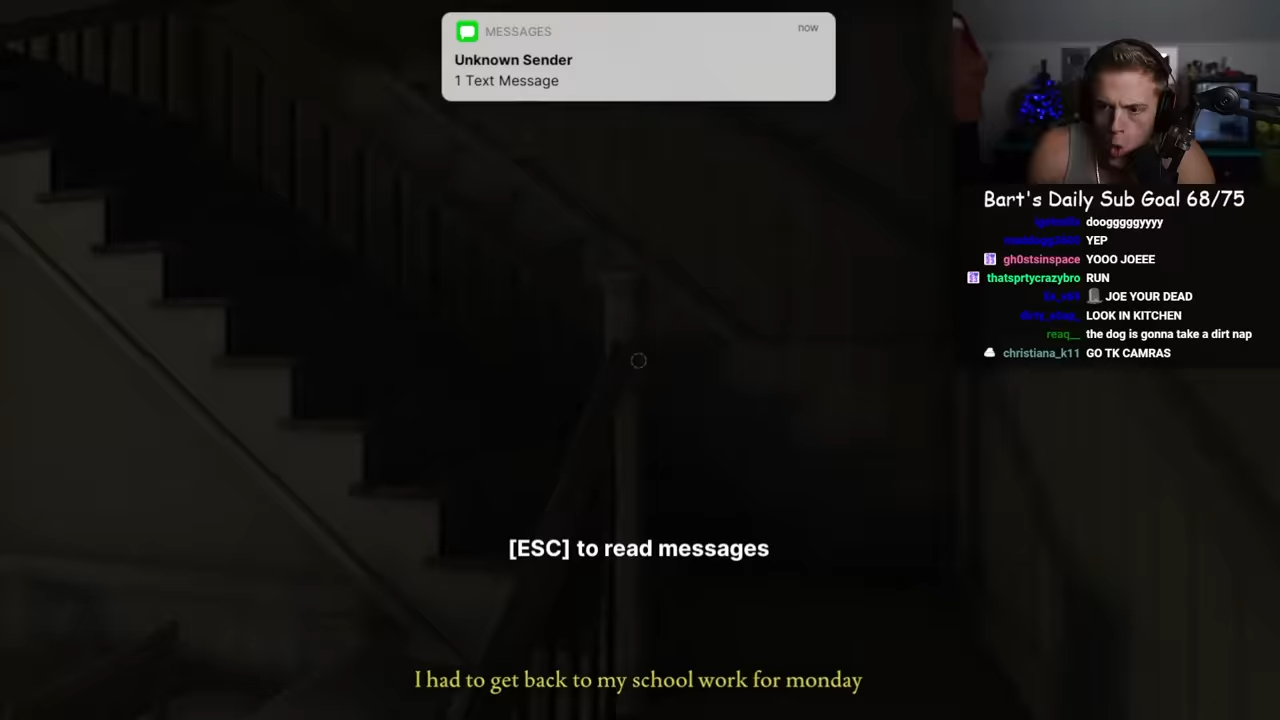 MESSAGES
now
Unknown Sender
1 Text Message
Bart's Daily Sub Goal 68/75
doogggggyyyy
YEP
gh0stsinspace YOOO JOEEE
thatsprtycrazybro RUN
JOE YOUR DEAD
LOOK IN KITCHEN
reaq__ the dog is gonna take a dirt nap
christiana_k11 GO TK CAMRAS
[ESC] to read messages
I had to get back to my school work for monday